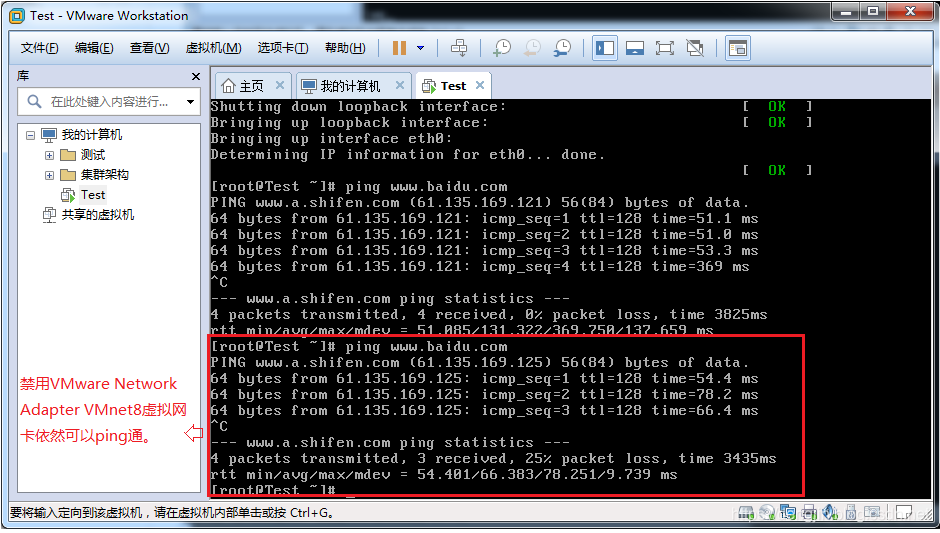 Test - VMware Workstation
文件(F) 编辑(E) 查看(V) 虚拟机(M) 选项卡(T) 帮助(H)
库
在此处键入内容进行...
我的计算机
测试
集群架构
Test
共享的虚拟机
主页 我的计算机 Test
Shutting down loopback interface: [ OK ]
Bringing up loopback interface: [ OK ]
Bringing up interface eth0:
Determining IP information for eth0... done.
[ OK ]
[root@Test ~]# ping www.baidu.com
PING www.a.shifen.com (61.135.169.121) 56(84) bytes of data.
64 bytes from 61.135.169.121: icmp_seq=1 ttl=128 time=51.1 ms
64 bytes from 61.135.169.121: icmp_seq=2 ttl=128 time=51.0 ms
64 bytes from 61.135.169.121: icmp_seq=3 ttl=128 time=53.3 ms
64 bytes from 61.135.169.121: icmp_seq=4 ttl=128 time=369 ms
^C
--- www.a.shifen.com ping statistics ---
4 packets transmitted, 4 received, 0% packet loss, time 3825ms
rtt min/avg/max/mdev = 51.085/131.322/369.750/137.659 ms
[root@Test ~]# ping www.baidu.com
PING www.a.shifen.com (61.135.169.125) 56(84) bytes of data.
64 bytes from 61.135.169.125: icmp_seq=1 ttl=128 time=54.4 ms
64 bytes from 61.135.169.125: icmp_seq=2 ttl=128 time=78.2 ms
64 bytes from 61.135.169.125: icmp_seq=3 ttl=128 time=66.4 ms
^C
--- www.a.shifen.com ping statistics ---
4 packets transmitted, 3 received, 25% packet loss, time 3435ms
rtt min/avg/max/mdev = 54.401/66.383/78.251/9.739 ms
[root@Test ~]# _
禁用VMware Network
Adapter VMnet8虚拟网
卡依然可以ping通。
要将输入定向到该虚拟机，请在虚拟机内部单击或按 Ctrl+G。